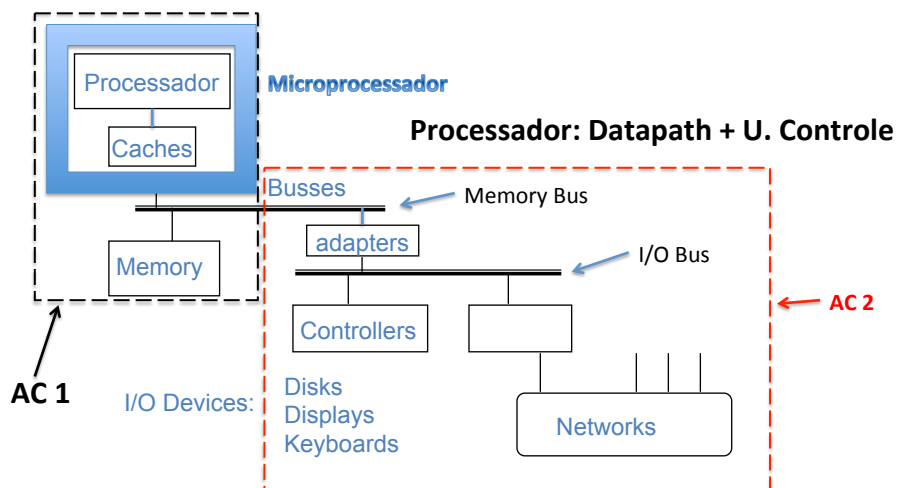 Processador
Microprocessador
Caches
Processador: Datapath + U. Controle
Busses
Memory Bus
adapters
Memory
I/O Bus
Controllers
AC 2
AC 1
I/O Devices:
Disks
Displays
Keyboards
Networks